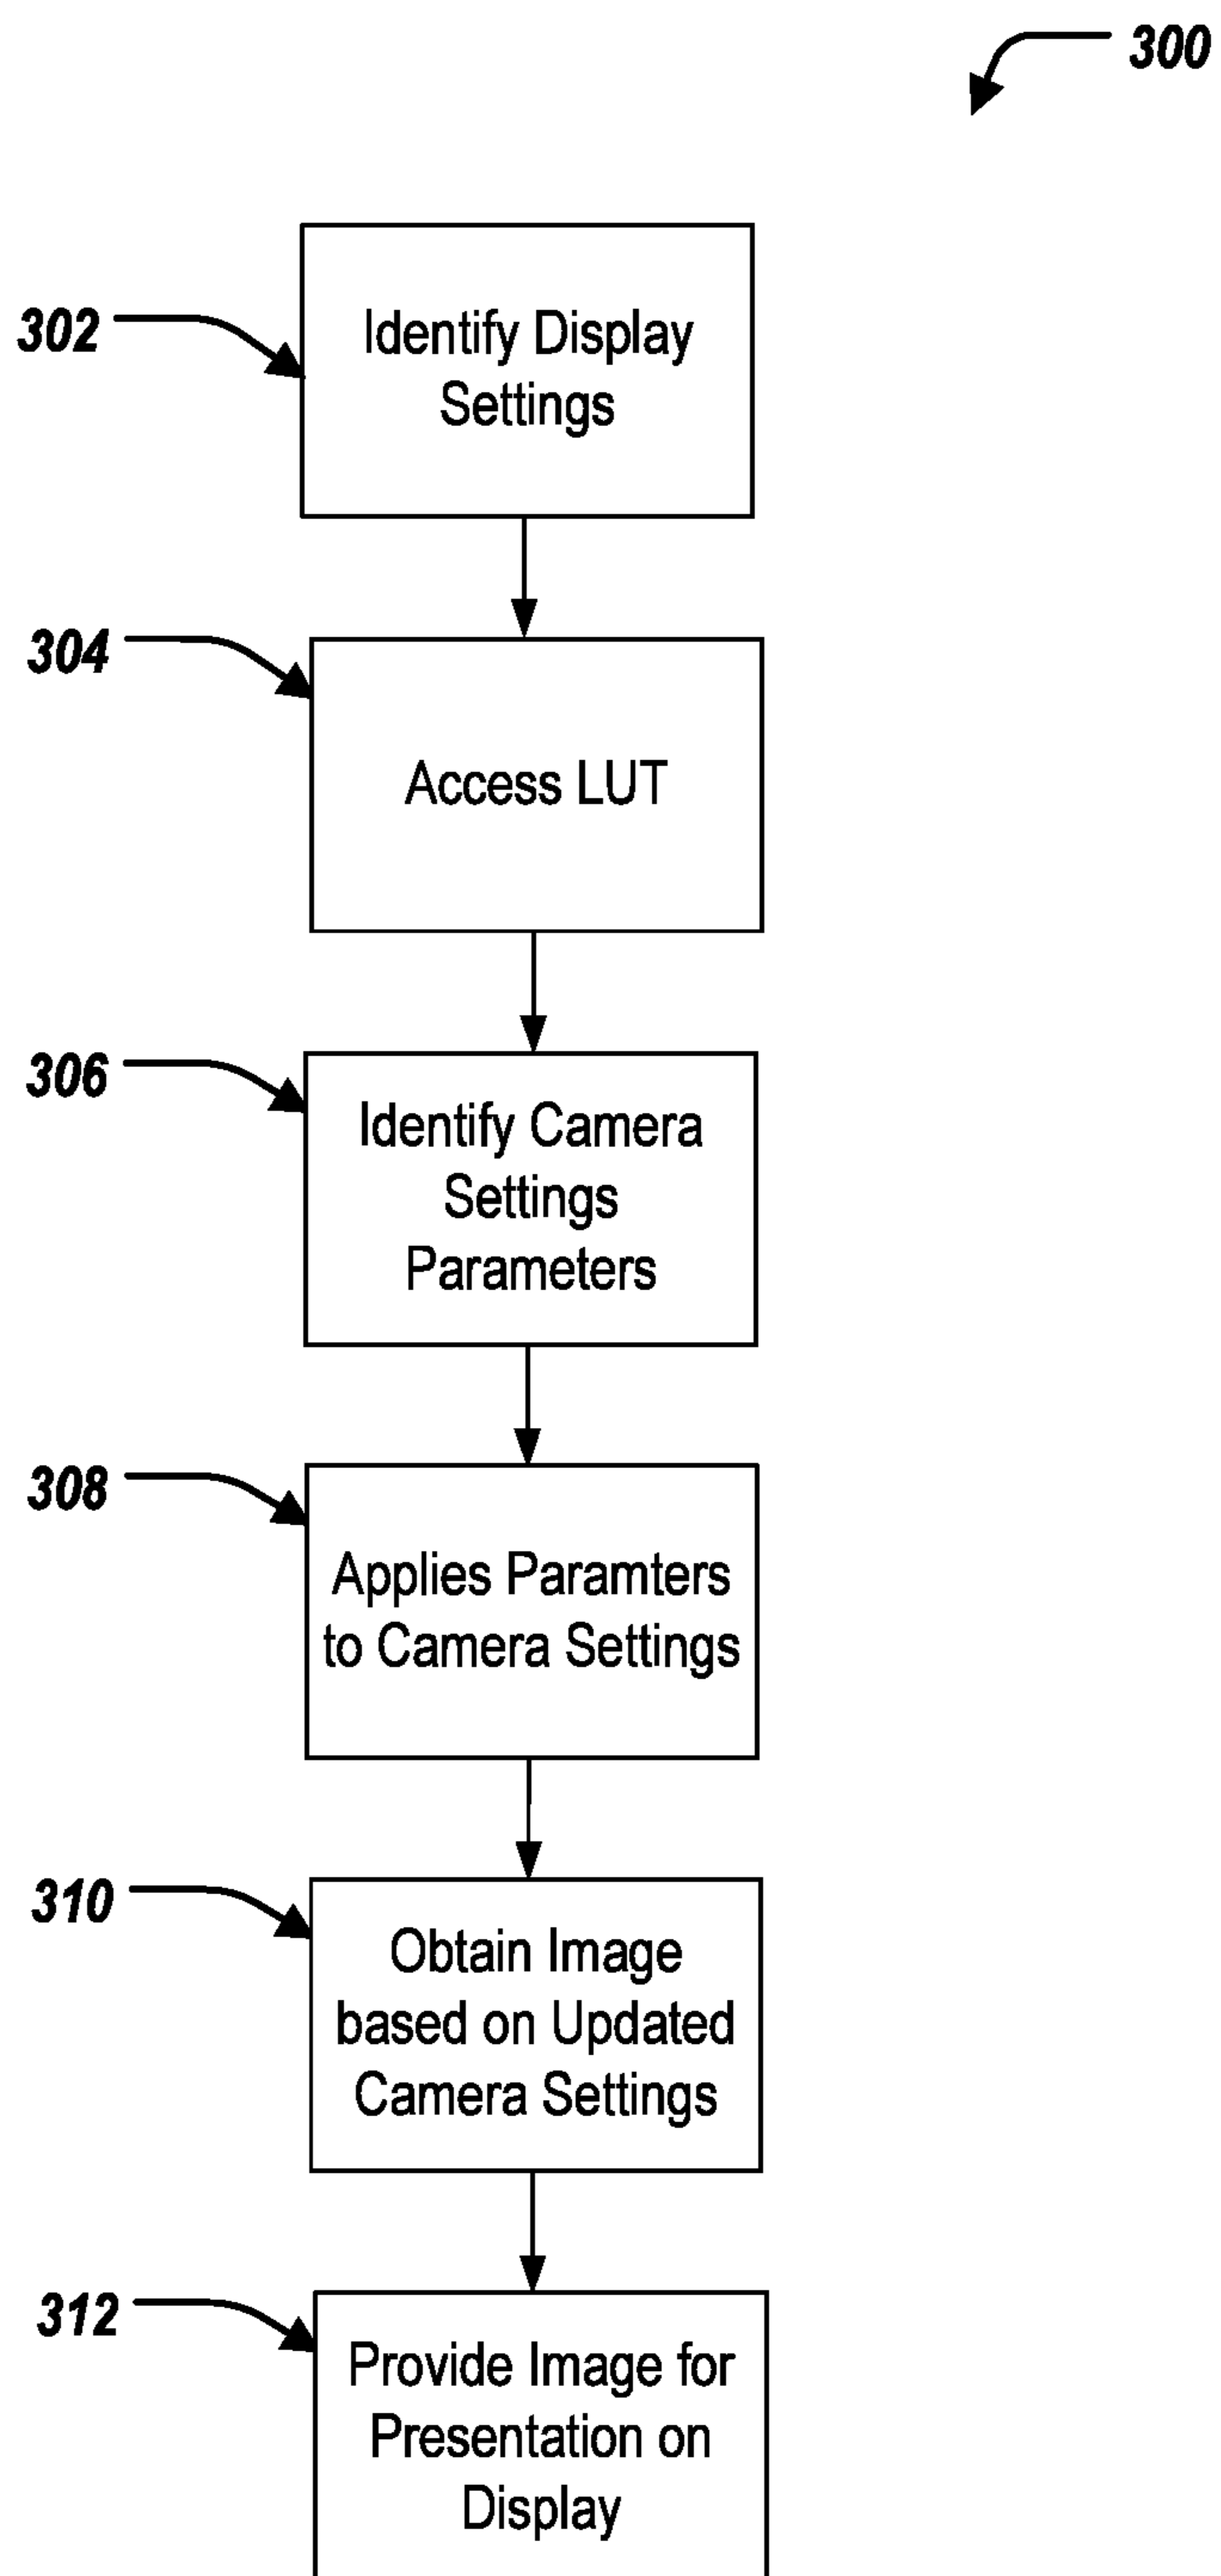 300
302
Identify Display
Settings
304
Access LUT
306
Identify Camera
Settings
Parameters
308
Applies Paramters
to Camera Settings
310
Obtain Image
based on Updated
Camera Settings
312
Provide Image for
Presentation on
Display